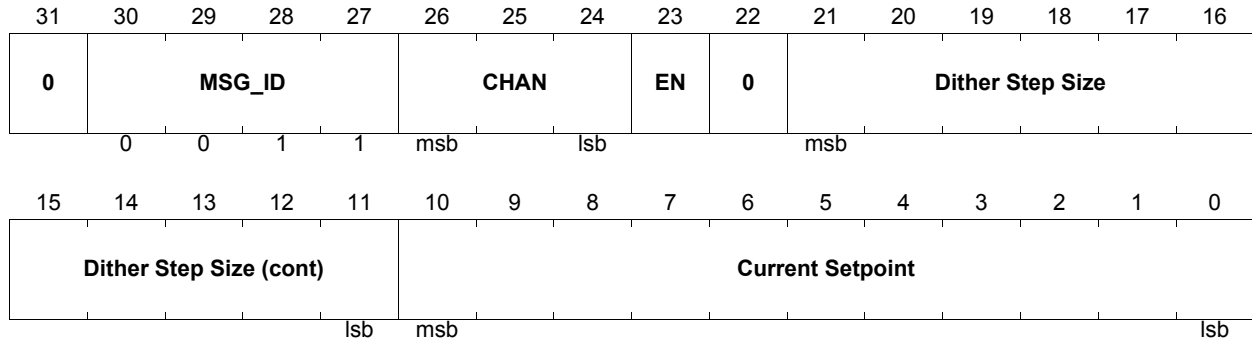 31 30 29 28 27 26 25 24 23 22 21 20 19 18 17 16
0 MSG_ID CHAN EN 0 Dither Step Size
0 0 1 1 msb lsb msb
15 14 13 12 11 10 9 8 7 6 5 4 3 2 1 0
Dither Step Size (cont) Current Setpoint
lsb msb lsb